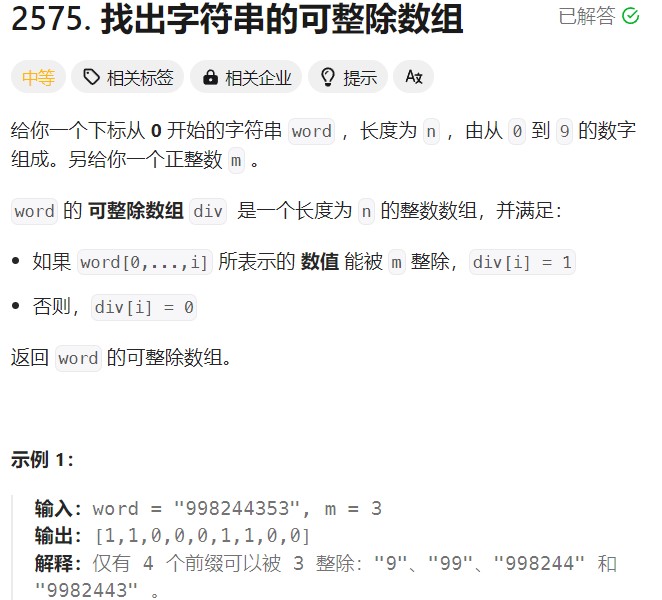 2575. 找出字符串的可整除数组
已解答
中等 相关标签 相关企业 提示
给你一个下标从 0 开始的字符串 word ，长度为 n ，由从 0 到 9 的数字
组成。另给你一个正整数 m 。
word 的 可整除数组 div 是一个长度为 n 的整数数组，并满足：
• 如果 word[0,...,i] 所表示的 数值 能被 m 整除，div[i] = 1
• 否则，div[i] = 0
返回 word 的可整除数组。
示例 1：
输入：word = "998244353", m = 3
输出：[1,1,0,0,0,1,1,0,0]
解释：仅有 4 个前缀可以被 3 整除："9"、"99"、"998244" 和
"9982443" 。